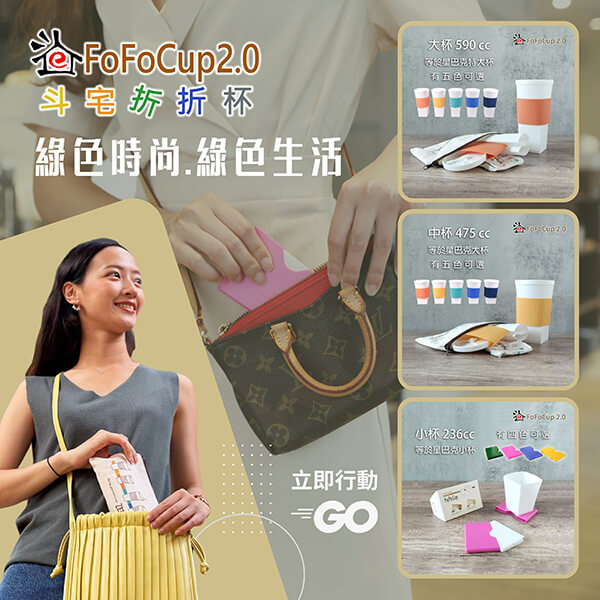 FoFoCup2.0
斗宅折折杯
綠色時尚.綠色生活
立即行動
GO
大杯 590 cc
FoFoCup 2.0
等於星巴克特大杯
有五色可選
中杯 475 cc
FoFoCup 2.0
等於星巴克大杯
有五色可選
小杯 236cc
FoFoCup 2.0
等於星巴克小杯
有四色可選